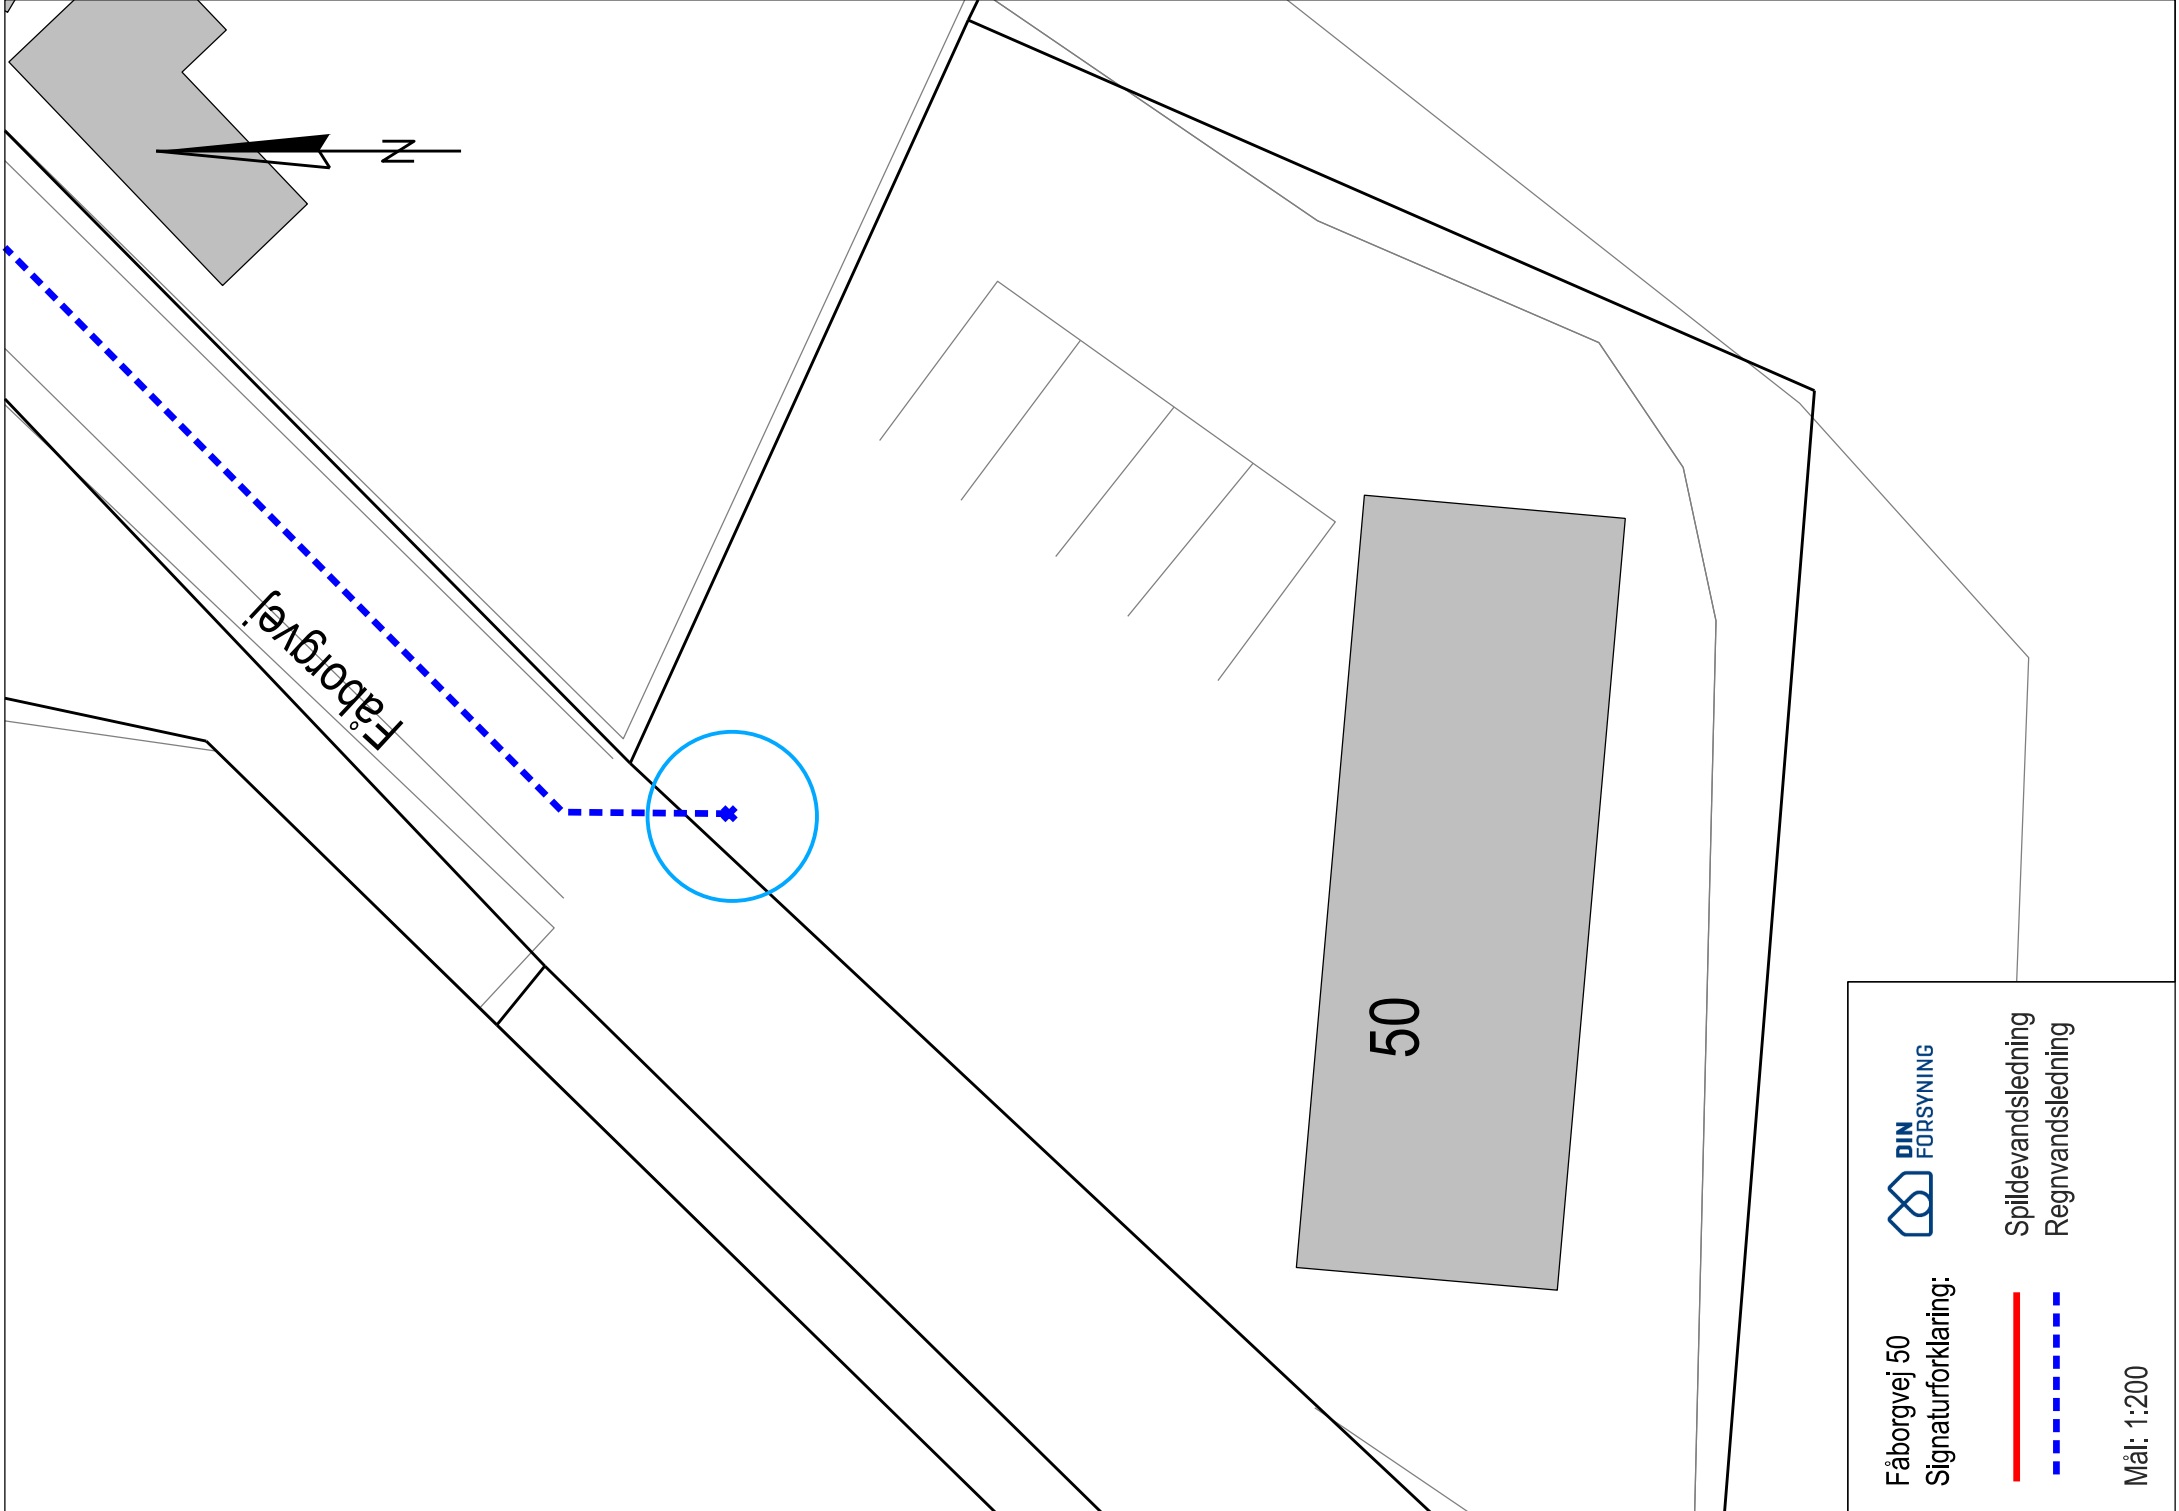 N
Fåborgvej
50
DIN
FORSYNING
Fåborgvej 50
Signaturforklaring:
Spildevandsledning
Regnvandsledning
Mål: 1:200